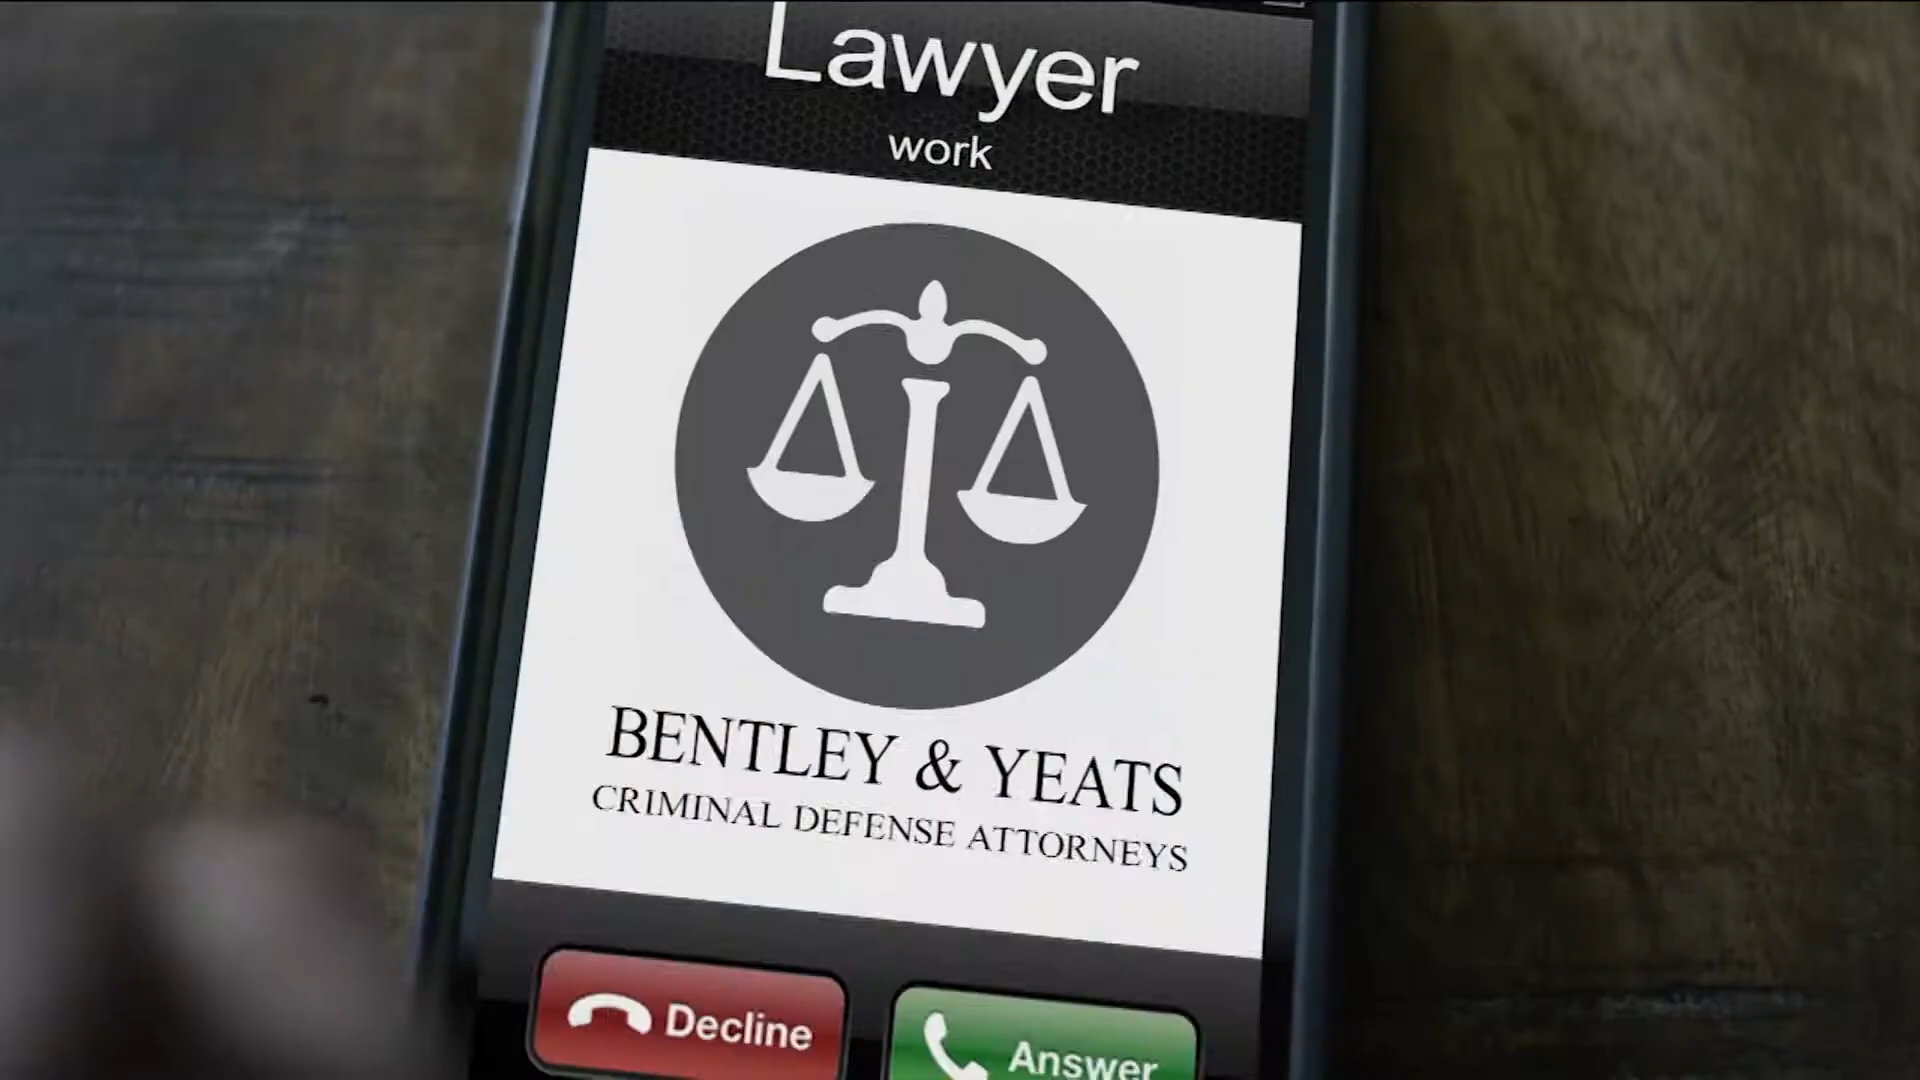 Lawyer
work
BENTLEY & YEATS
CRIMINAL DEFENSE ATTORNEYS
Decline
Answer